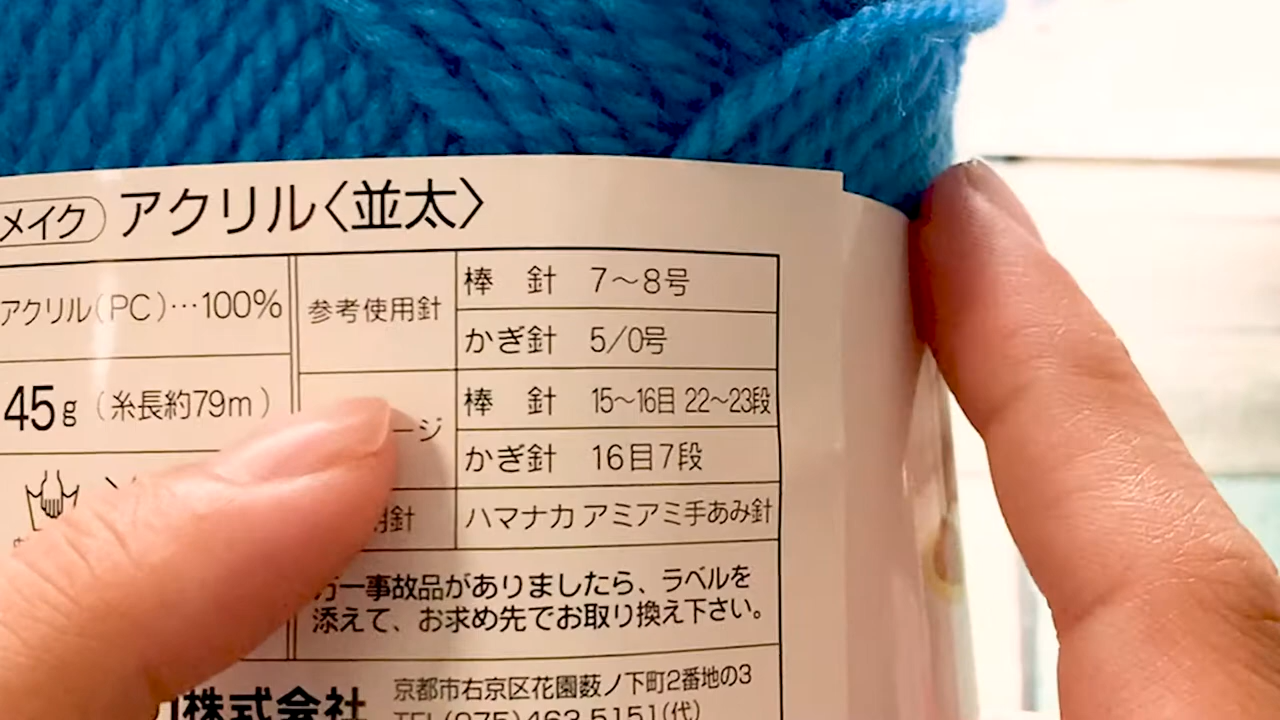 メイク アクリル〈並太〉
アクリル(PC)…100%
45g(糸長約79m)
参考使用針
棒 針 7～8号
かぎ針 5/0号
ージ
棒 針 15～16目 22～23段
かぎ針 16目7段
針
ハマナカ アミアミ手あみ針
万一事故品がありましたら、ラベルを
添えて、お求め先でお取り換え下さい。
株式会社
京都市右京区花園薮ノ下町2番地の3
TEL(075)463-5151(代)